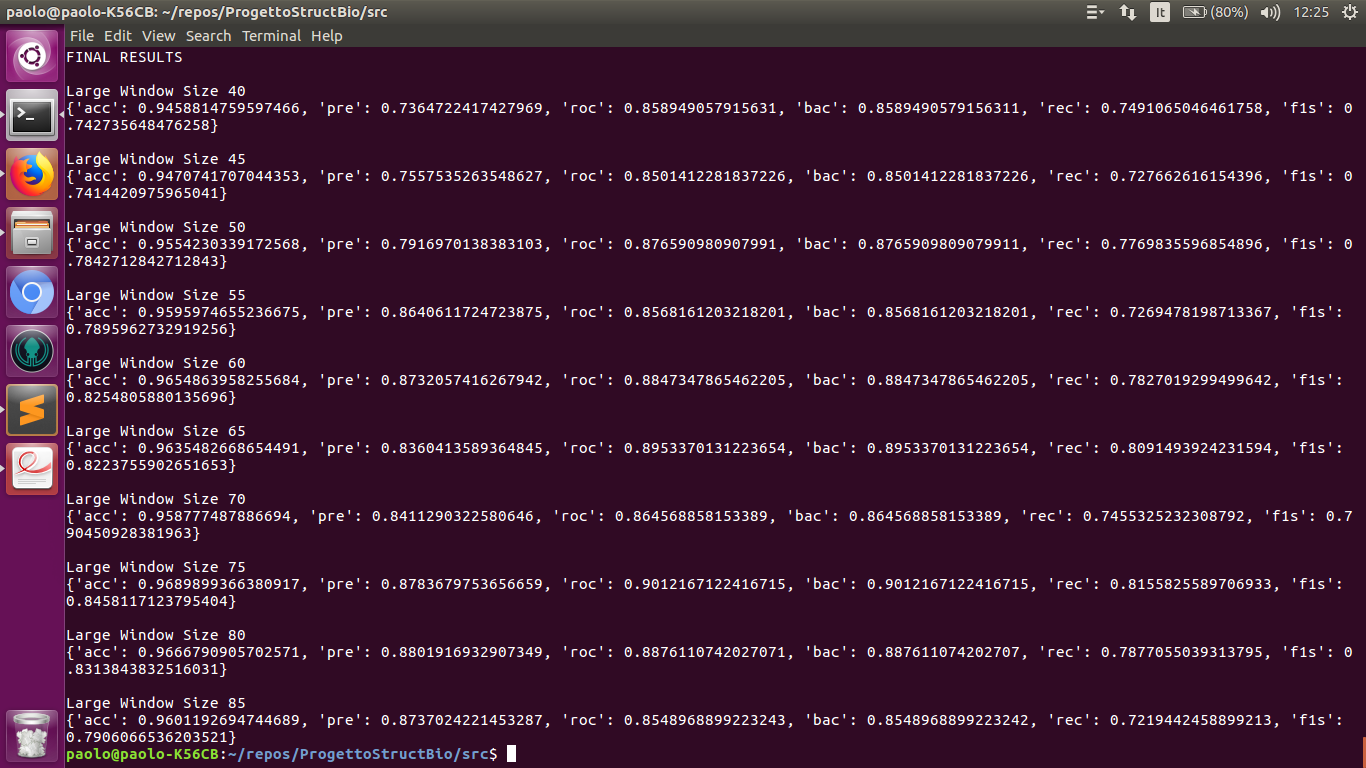 paolo@paolo-K56CB: ~/repos/ProgettoStructBio/src
It
(80%)
12:25
File Edit View Search Terminal Help
FINAL RESULTS
Large Window Size 40
{'acc': 0.9458814759597466, 'pre': 0.7364722417427969, 'roc': 0.858949057915631, 'bac': 0.8589490579156311, 'rec': 0.7491065046461758, 'f1s': 0
.742735648476258}
Large Window Size 45
{'acc': 0.9470741707044353, 'pre': 0.7557535263548627, 'roc': 0.8501412281837226, 'bac': 0.8501412281837226, 'rec': 0.727662616154396, 'f1s': 0
.7414420975965041}
Large Window Size 50
{'acc': 0.9554230339172568, 'pre': 0.7916970138383103, 'roc': 0.876590980907991, 'bac': 0.8765909809079911, 'rec': 0.7769835596854896, 'f1s': 0
.7842712842712843}
Large Window Size 55
{'acc': 0.9595974655236675, 'pre': 0.8640611724723875, 'roc': 0.8568161203218201, 'bac': 0.8568161203218201, 'rec': 0.7269478198713367, 'f1s':
0.7895962732919256}
Large Window Size 60
{'acc': 0.9654863958255684, 'pre': 0.8732057416267942, 'roc': 0.8847347865462205, 'bac': 0.8847347865462205, 'rec': 0.7827019299499642, 'f1s':
0.8254805880135696}
Large Window Size 65
{'acc': 0.9635482668654491, 'pre': 0.8360413589364845, 'roc': 0.8953370131223654, 'bac': 0.8953370131223654, 'rec': 0.8091493924231594, 'f1s':
0.8223755902651653}
Large Window Size 70
{'acc': 0.958777487886694, 'pre': 0.8411290322580646, 'roc': 0.864568858153389, 'bac': 0.864568858153389, 'rec': 0.7455325232308792, 'f1s': 0.7
90450928381963}
Large Window Size 75
{'acc': 0.9689899366380917, 'pre': 0.8783679753656659, 'roc': 0.9012167122416715, 'bac': 0.9012167122416715, 'rec': 0.8155825589706933, 'f1s':
0.8458117123795404}
Large Window Size 80
{'acc': 0.9666790905702571, 'pre': 0.8801916932907349, 'roc': 0.8876110742027071, 'bac': 0.887611074202707, 'rec': 0.7877055039313795, 'f1s': 0
.8313843832516031}
Large Window Size 85
{'acc': 0.9601192694744689, 'pre': 0.8737024221453287, 'roc': 0.8548968899223243, 'bac': 0.8548968899223242, 'rec': 0.7219442458899213, 'f1s':
0.7906066536203521}
paolo@paolo-K56CB:~/repos/ProgettoStructBio/src$